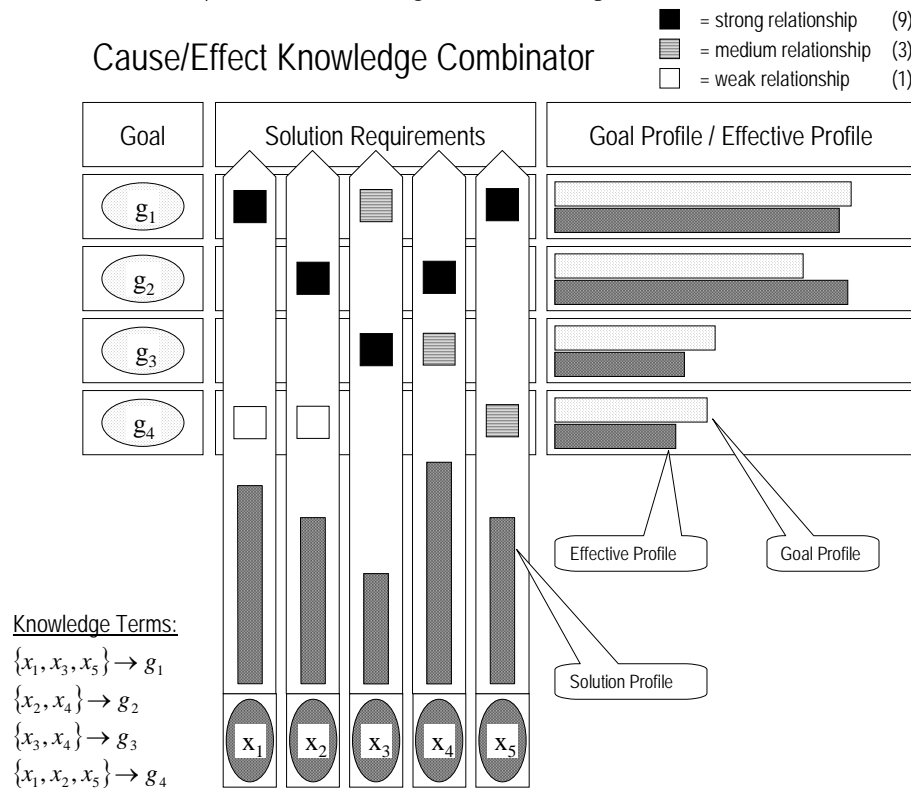 = strong relationship (9)
Cause/Effect Knowledge Combinator
= medium relationship (3)
= weak relationship (1)
Goal
Solution Requirements
Goal Profile / Effective Profile
g1
g2
g3
g4
Effective Profile
Goal Profile
Knowledge Terms:
{x1, x3, x5} → g1
Solution Profile
{x2, x4} → g2
{x3, x4} → g3
{x1, x2, x5} → g4
x1 x2 x3 x4 x5